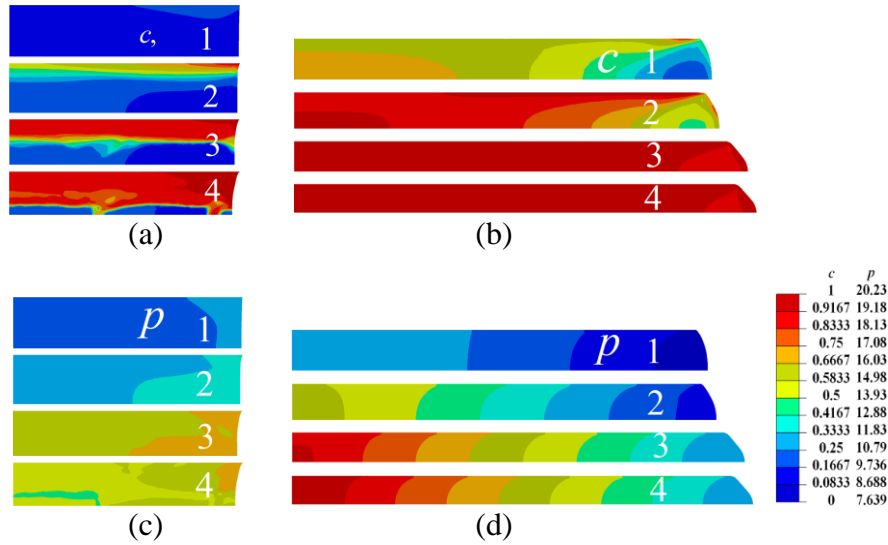 c, 1
2
3
4
(a)
c 1
2
3
4
(b)
p 1
2
3
4
(c)
p 1
2
3
4
(d)
c p
1 20.23
0.9167 19.18
0.8333 18.13
0.75 17.08
0.6667 16.03
0.5833 14.98
0.5 13.93
0.4167 12.88
0.3333 11.83
0.25 10.79
0.1667 9.736
0.0833 8.688
0 7.639